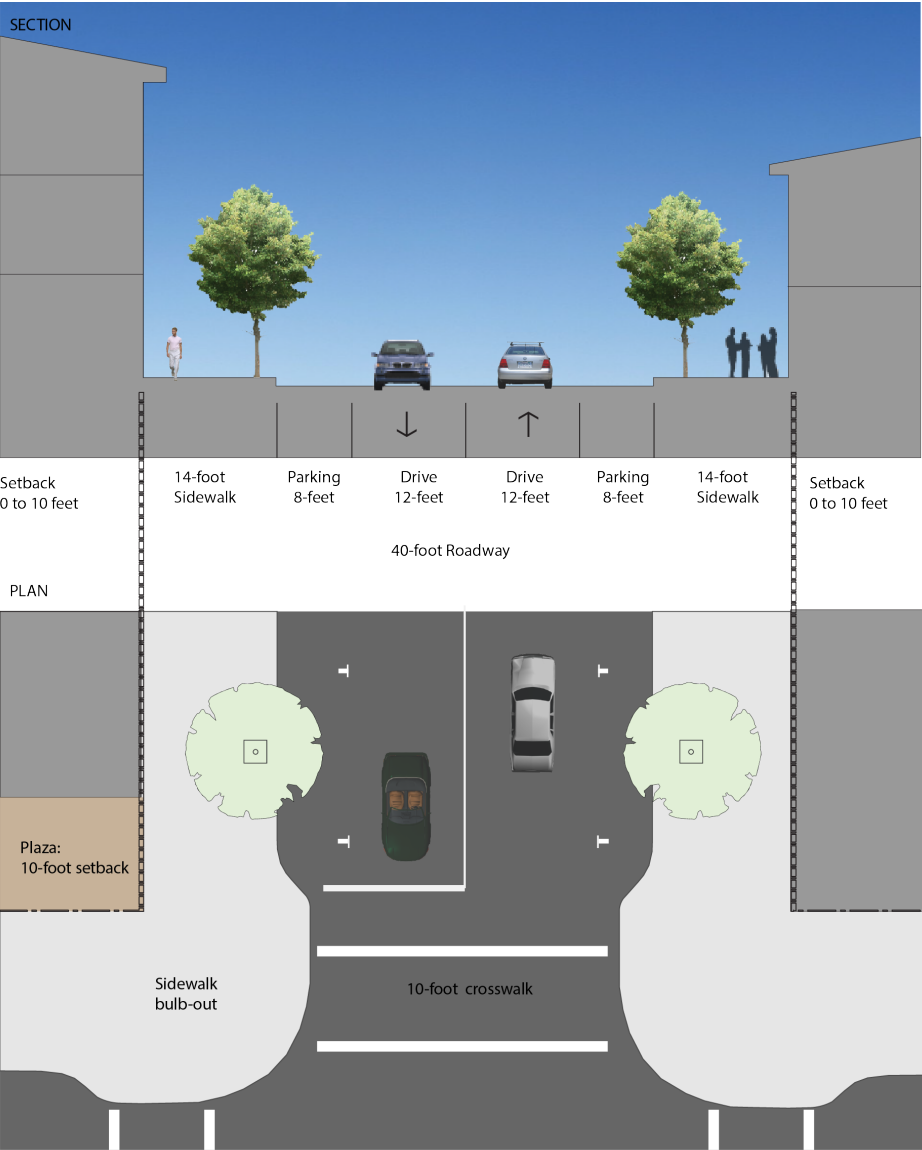 SECTION
Setback
0 to 10 feet
14-foot
Sidewalk
Parking
8-feet
Drive
12-feet
Drive
12-feet
Parking
8-feet
14-foot
Sidewalk
Setback
0 to 10 feet
40-foot Roadway
PLAN
Plaza:
10-foot setback
Sidewalk
bulb-out
10-foot crosswalk